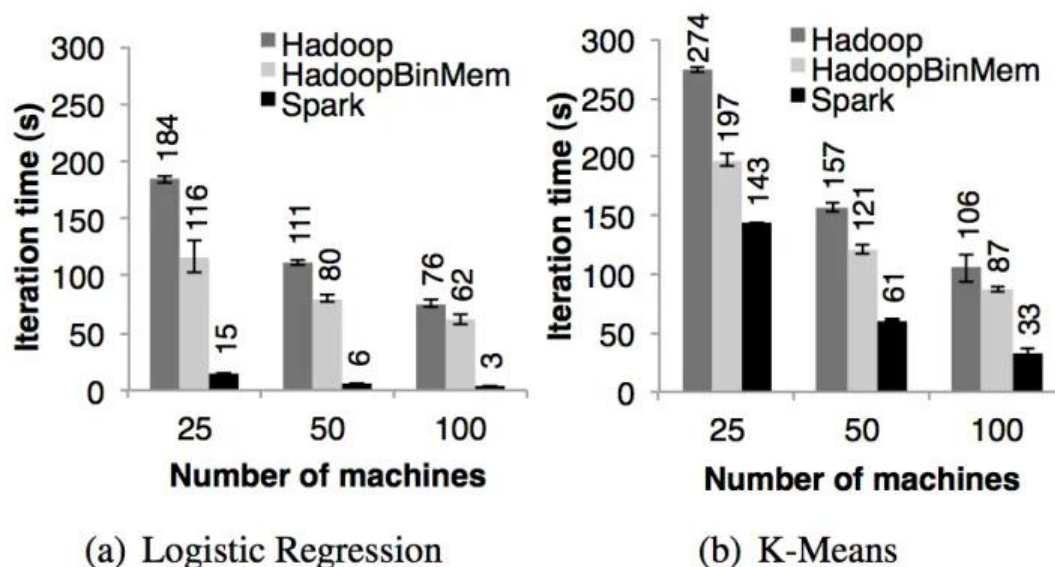 Iteration time (s)
300
250
200
150
100
50
0
Hadoop
HadoopBinMem
Spark
184
116
15
111
80
6
76
62
3
25 50 100
Number of machines
(a) Logistic Regression
Iteration time (s)
300
250
200
150
100
50
0
Hadoop
HadoopBinMem
Spark
274
197
143
157
121
61
106
87
33
25 50 100
Number of machines
(b) K-Means